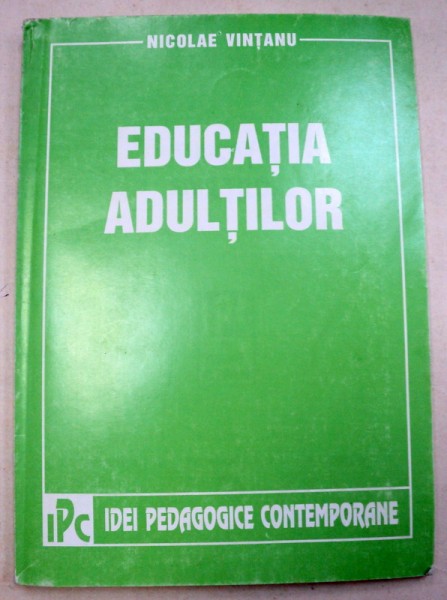 NICOLAE VINȚANU
EDUCAȚIA
ADULȚILOR
IPC IDEI PEDAGOGICE CONTEMPORANE